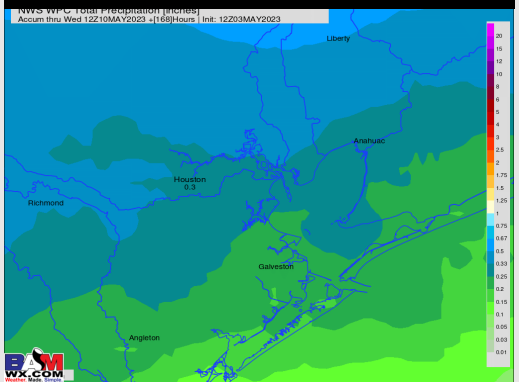 NWS WPC Total Precipitation [inches]
Accum thru Wed 12Z10MAY2023 +[168]Hours | Init: 12Z03MAY2023
Liberty
Anahuac
Houston
0.3
Richmond
Galveston
Angleton
20
15
12
10
8
6
5
4
3
2.5
2
1.75
1.5
1.25
1
0.75
0.67
0.5
0.33
0.25
0.2
0.15
0.1
0.05
0.03
0.01
BAM
WX.COM
Weather. Made. Simple.